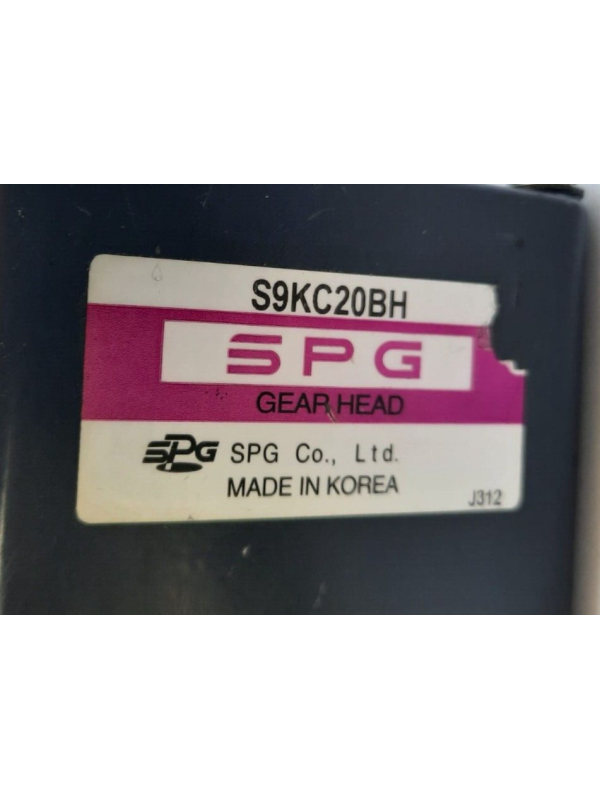 S9KC20BH
SPG
GEAR HEAD
SPG SPG Co., Ltd.
MADE IN KOREA
J312